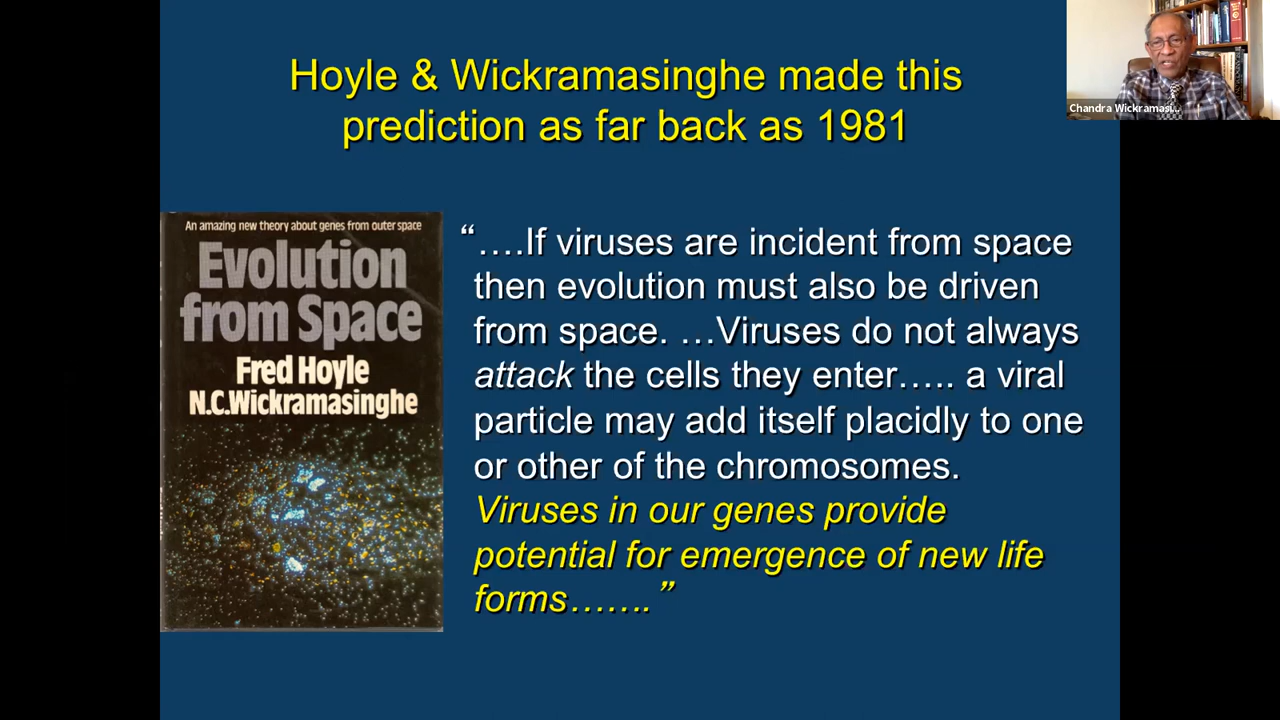 Hoyle & Wickramasinghe made this
prediction as far back as 1981
Chandra Wickramasi...
An amazing new theory about genes from outer space
Evolution
from Space
Fred Hoyle
N.C.Wickramasinghe
“….If viruses are incident from space
then evolution must also be driven
from space. …Viruses do not always
attack the cells they enter….. a viral
particle may add itself placidly to one
or other of the chromosomes.
Viruses in our genes provide
potential for emergence of new life
forms…….”